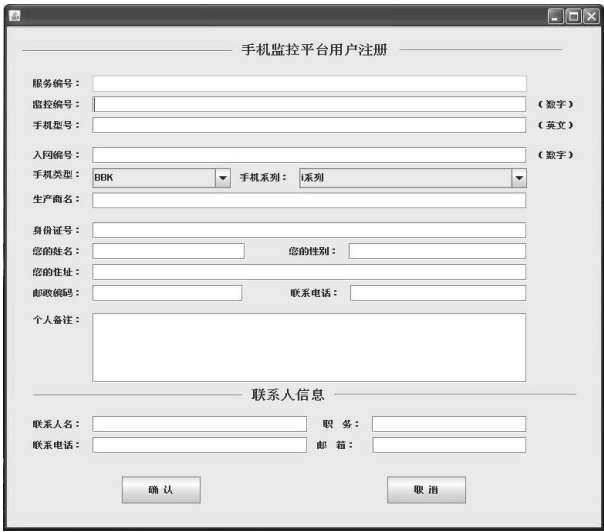 手机监控平台用户注册
服务编号：
监控编号： （数字）
手机型号： （英文）
入网编号： （数字）
手机类型： BBK 手机系列： i系列
生产商名：
身份证号：
您的姓名： 您的性别：
您的住址：
邮政编码： 联系电话：
个人备注：
联系人信息
联系人名： 职 务：
联系电话： 邮 箱：
确 认 取 消